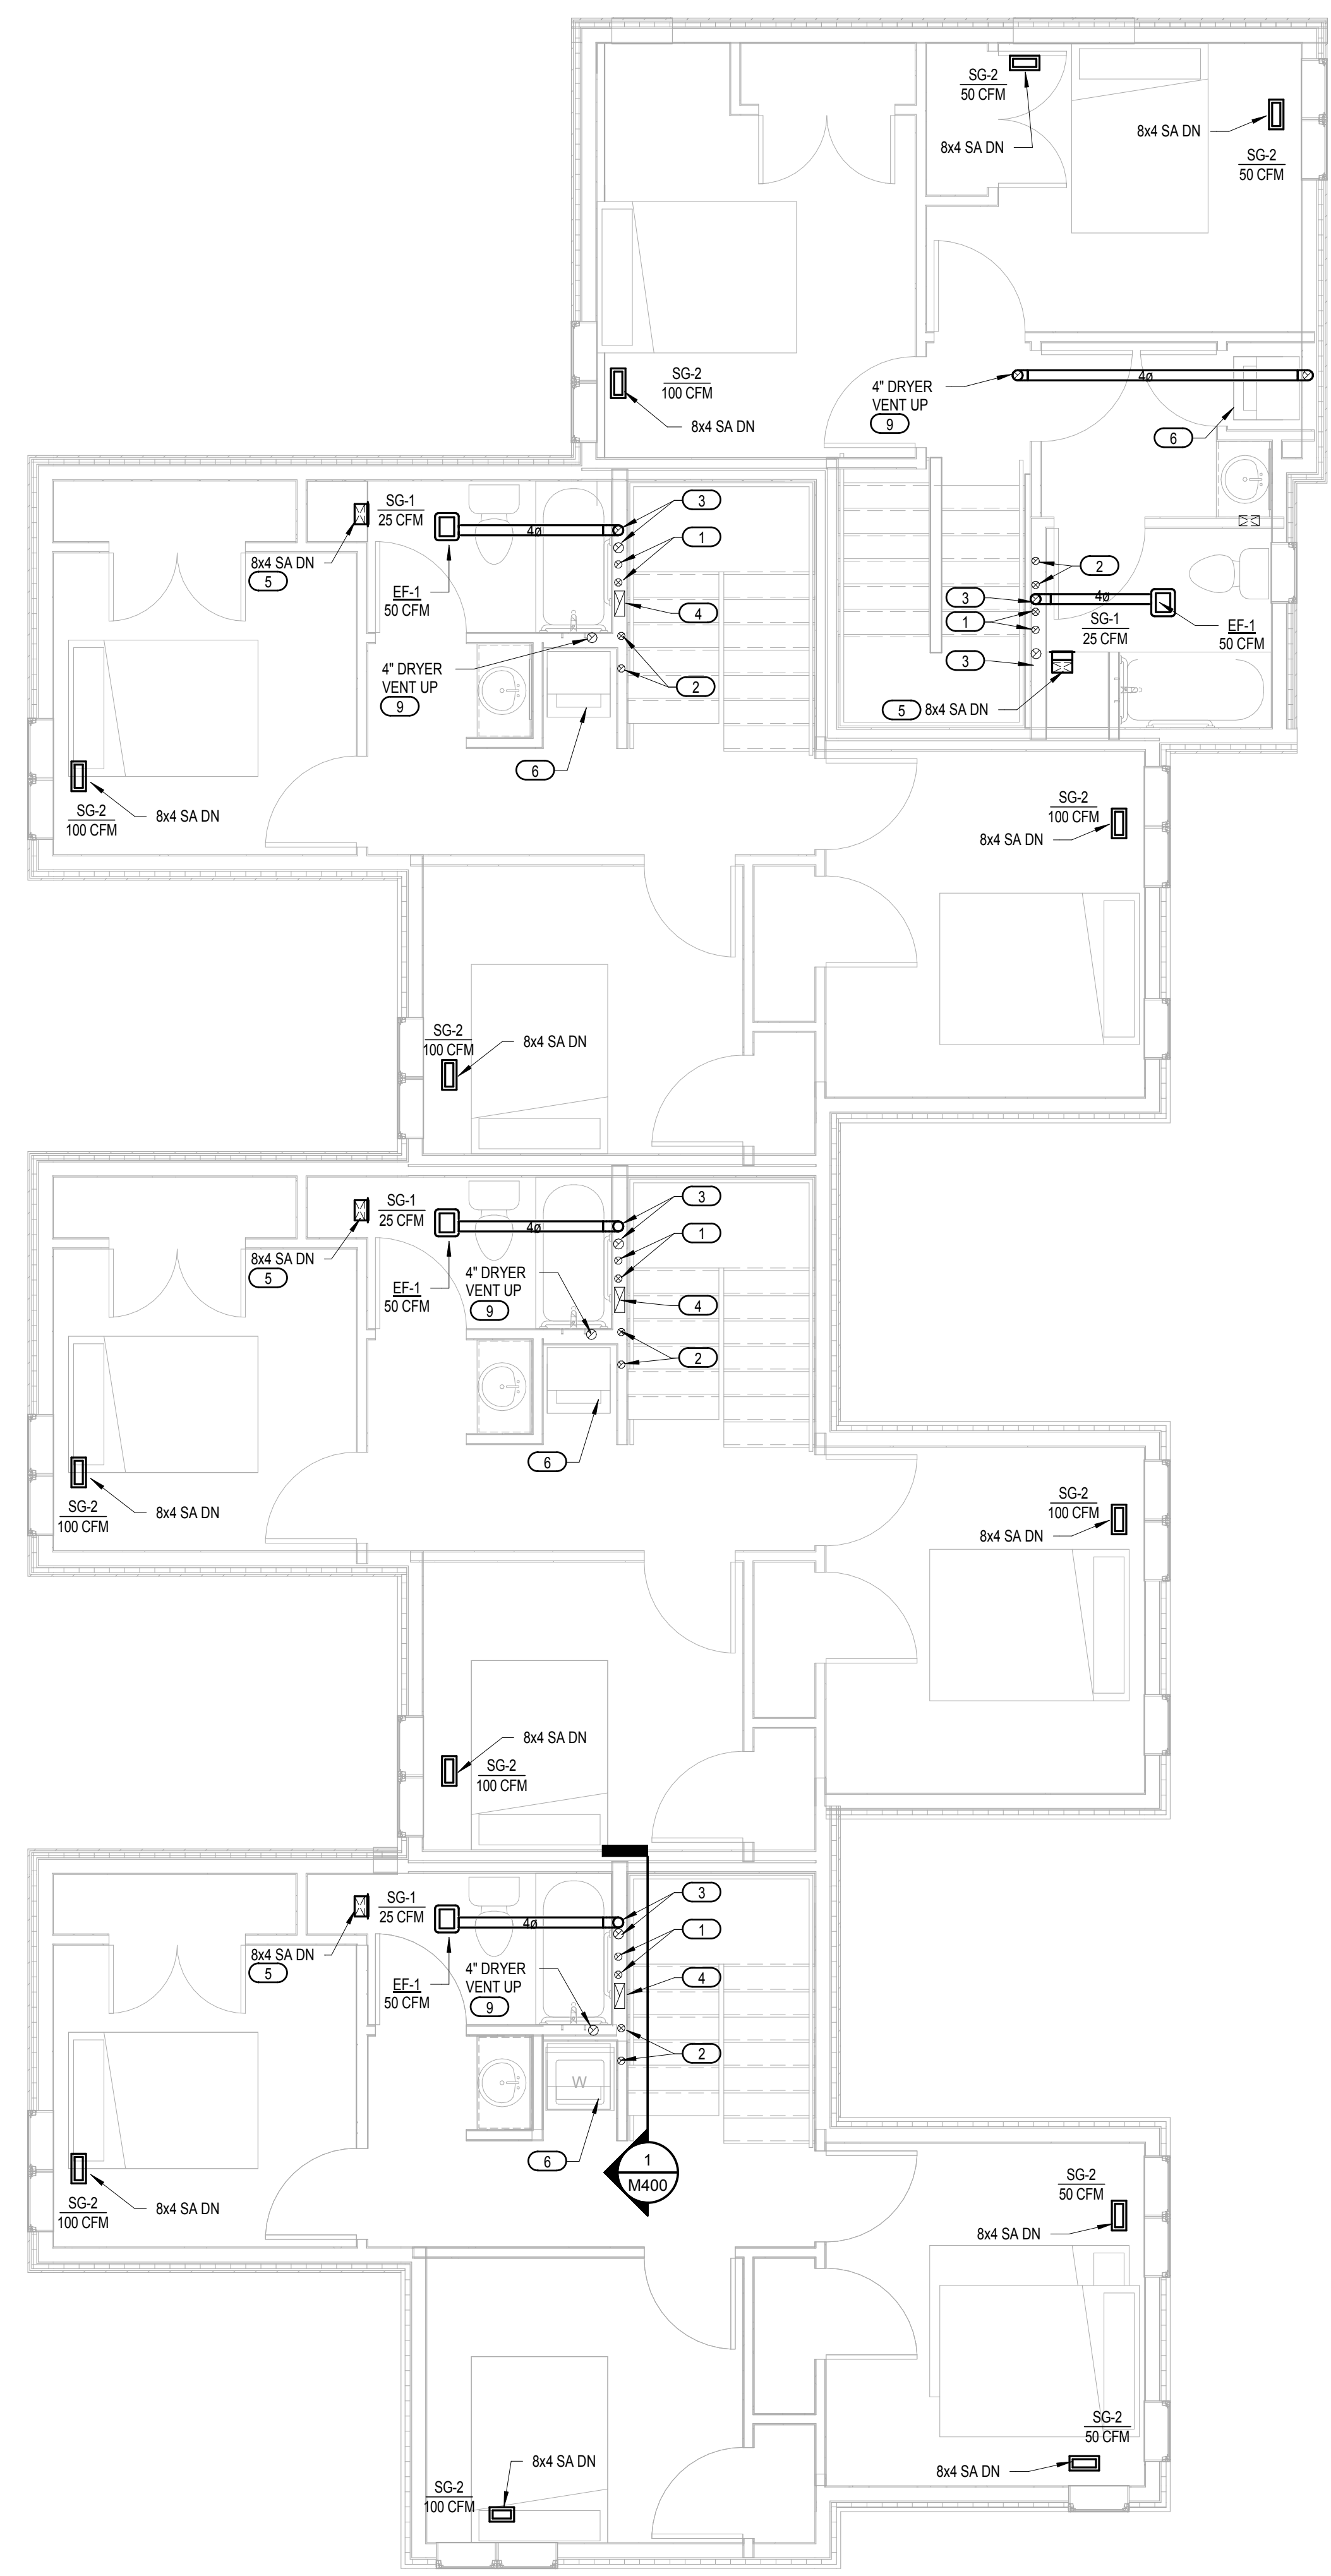 SG-2
50 CFM
8x4 SA DN
8x4 SA DN
SG-2
50 CFM
SG-2
100 CFM
8x4 SA DN
4" DRYER
VENT UP
9
4ø
6
SG-1
25 CFM
8x4 SA DN
5
4ø
EF-1
50 CFM
3
1
4
2
4" DRYER
VENT UP
9
6
2
3
4ø
1
SG-1
25 CFM
EF-1
50 CFM
3
5
8x4 SA DN
SG-2
100 CFM
8x4 SA DN
SG-2
100 CFM
8x4 SA DN
SG-2
100 CFM
8x4 SA DN
SG-1
25 CFM
8x4 SA DN
5
4ø
EF-1
50 CFM
4" DRYER
VENT UP
9
3
1
4
2
6
SG-2
100 CFM
8x4 SA DN
SG-2
100 CFM
8x4 SA DN
8x4 SA DN
SG-2
100 CFM
SG-1
25 CFM
8x4 SA DN
5
4ø
EF-1
50 CFM
4" DRYER
VENT UP
9
3
1
4
2
W
6
1
M400
SG-2
100 CFM
8x4 SA DN
SG-2
50 CFM
8x4 SA DN
SG-2
50 CFM
8x4 SA DN
8x4 SA DN
SG-2
100 CFM